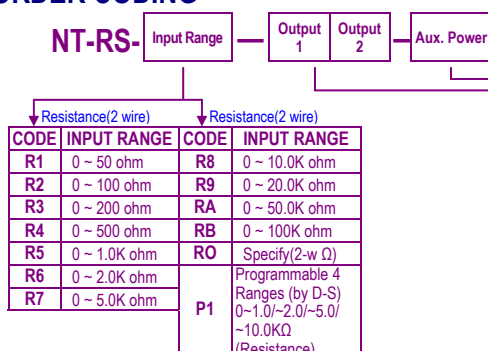 ORDER CODING
NT-RS- Input Range — Output 1 Output 2 — Aux. Power
Resistance(2 wire) Resistance(2 wire)
CODE INPUT RANGE CODE INPUT RANGE
R1 0 ~ 50 ohm R8 0 ~ 10.0K ohm
R2 0 ~ 100 ohm R9 0 ~ 20.0K ohm
R3 0 ~ 200 ohm RA 0 ~ 50.0K ohm
R4 0 ~ 500 ohm RB 0 ~ 100K ohm
R5 0 ~ 1.0K ohm RO Specify(2-w Ω)
R6 0 ~ 2.0K ohm
R7 0 ~ 5.0K ohm
P1 Programmable 4
Ranges (by D-S)
0~1.0/~2.0/~5.0/
~10.0KΩ
(Resistance)